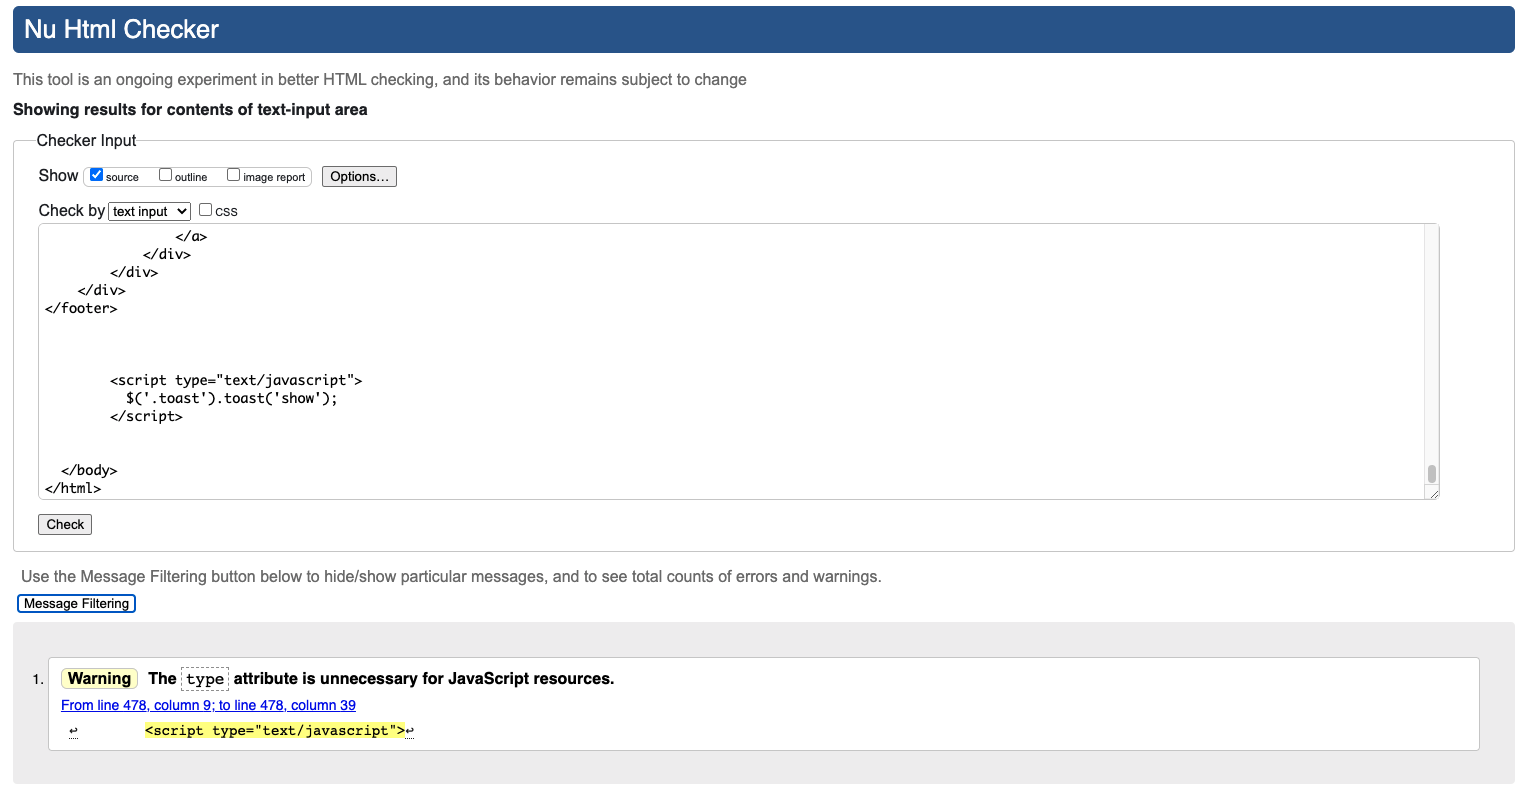 Nu Html Checker
This tool is an ongoing experiment in better HTML checking, and its behavior remains subject to change
Showing results for contents of text-input area
Checker Input
Show source outline image report Options…
Check by text input css
</a>
</div>
</div>
</div>
</footer>
<script type="text/javascript">
$('.toast').toast('show');
</script>
</body>
</html>
Check
Use the Message Filtering button below to hide/show particular messages, and to see total counts of errors and warnings.
Message Filtering
1. Warning The type attribute is unnecessary for JavaScript resources.
From line 478, column 9; to line 478, column 39
↩ <script type="text/javascript">↩